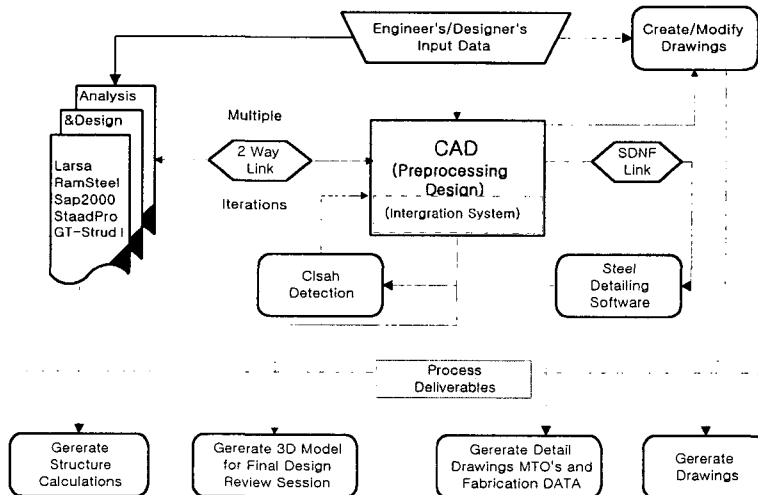 Engineer's/Designer's
Input Data
Create/Modify
Drawings
Analysis
&Design
Larsa
RamSteel
Sap2000
StaadPro
GT-Strudl
Multiple
2 Way
Link
Iterations
CAD
(Preprocessing
Design)
(Intergration System)
SDNF
Link
Clsah
Detection
Steel
Detailing
Software
Process
Deliverables
Gererate
Structure
Calculations
Gererate 3D Model
for Final Design
Review Session
Gererate Detail
Drawings MTO's and
Fabrication DATA
Gererate
Drawings